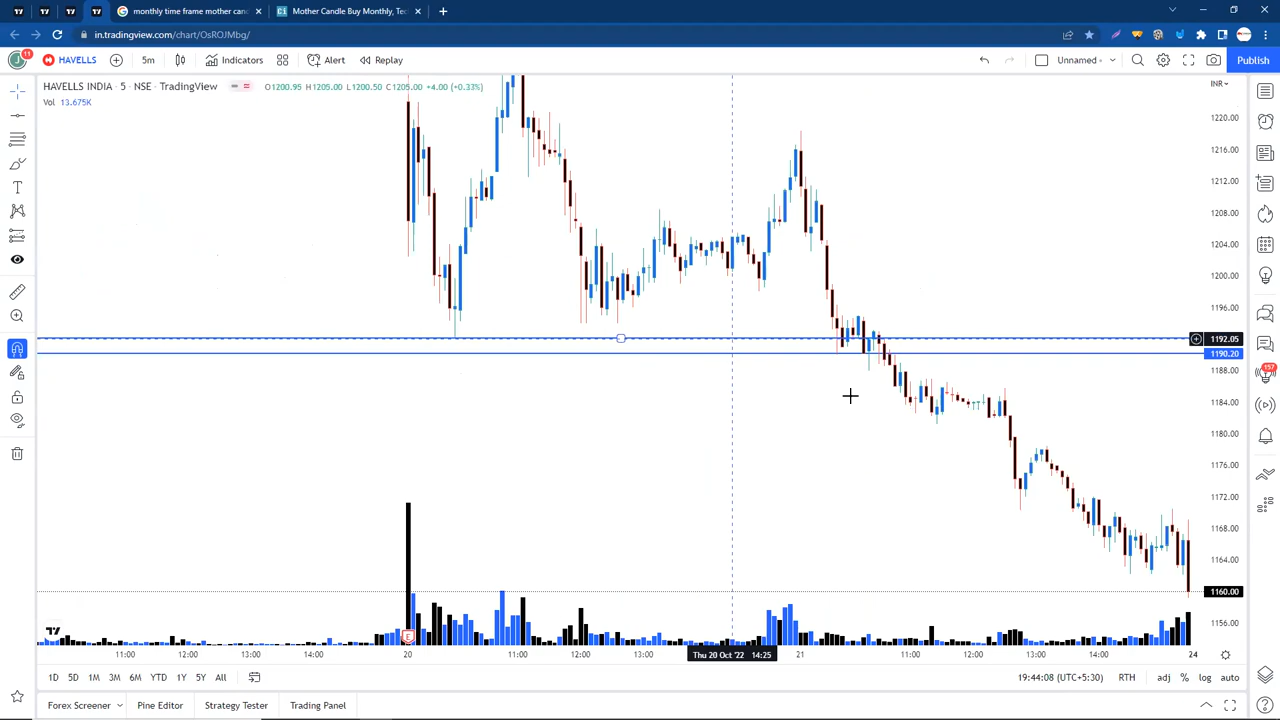 monthly time frame mother cand
Mother Candle Buy Monthly, Tec
in.tradingview.com/chart/OsROJMbg/
11
HAVELLS
5m
Indicators
Alert
Replay
Unnamed
Publish
HAVELLS INDIA · 5 · NSE · TradingView
O1200.95 H1205.00 L1200.50 C1205.00 +4.00 (+0.33%)
INR
Vol 13.675K
1220.00
1216.00
1212.00
1208.00
1204.00
1200.00
1196.00
1192.05
1190.20
1188.00
157
1184.00
1180.00
1176.00
1172.00
1168.00
1164.00
1160.00
1156.00
E
11:00 12:00 13:00 14:00 20 11:00 12:00 13:00 Thu 20 Oct '22 14:25 21 11:00 12:00 13:00 14:00 24
1D 5D 1M 3M 6M YTD 1Y 5Y All
19:44:08 (UTC+5:30) RTH adj % log auto
Forex Screener Pine Editor Strategy Tester Trading Panel